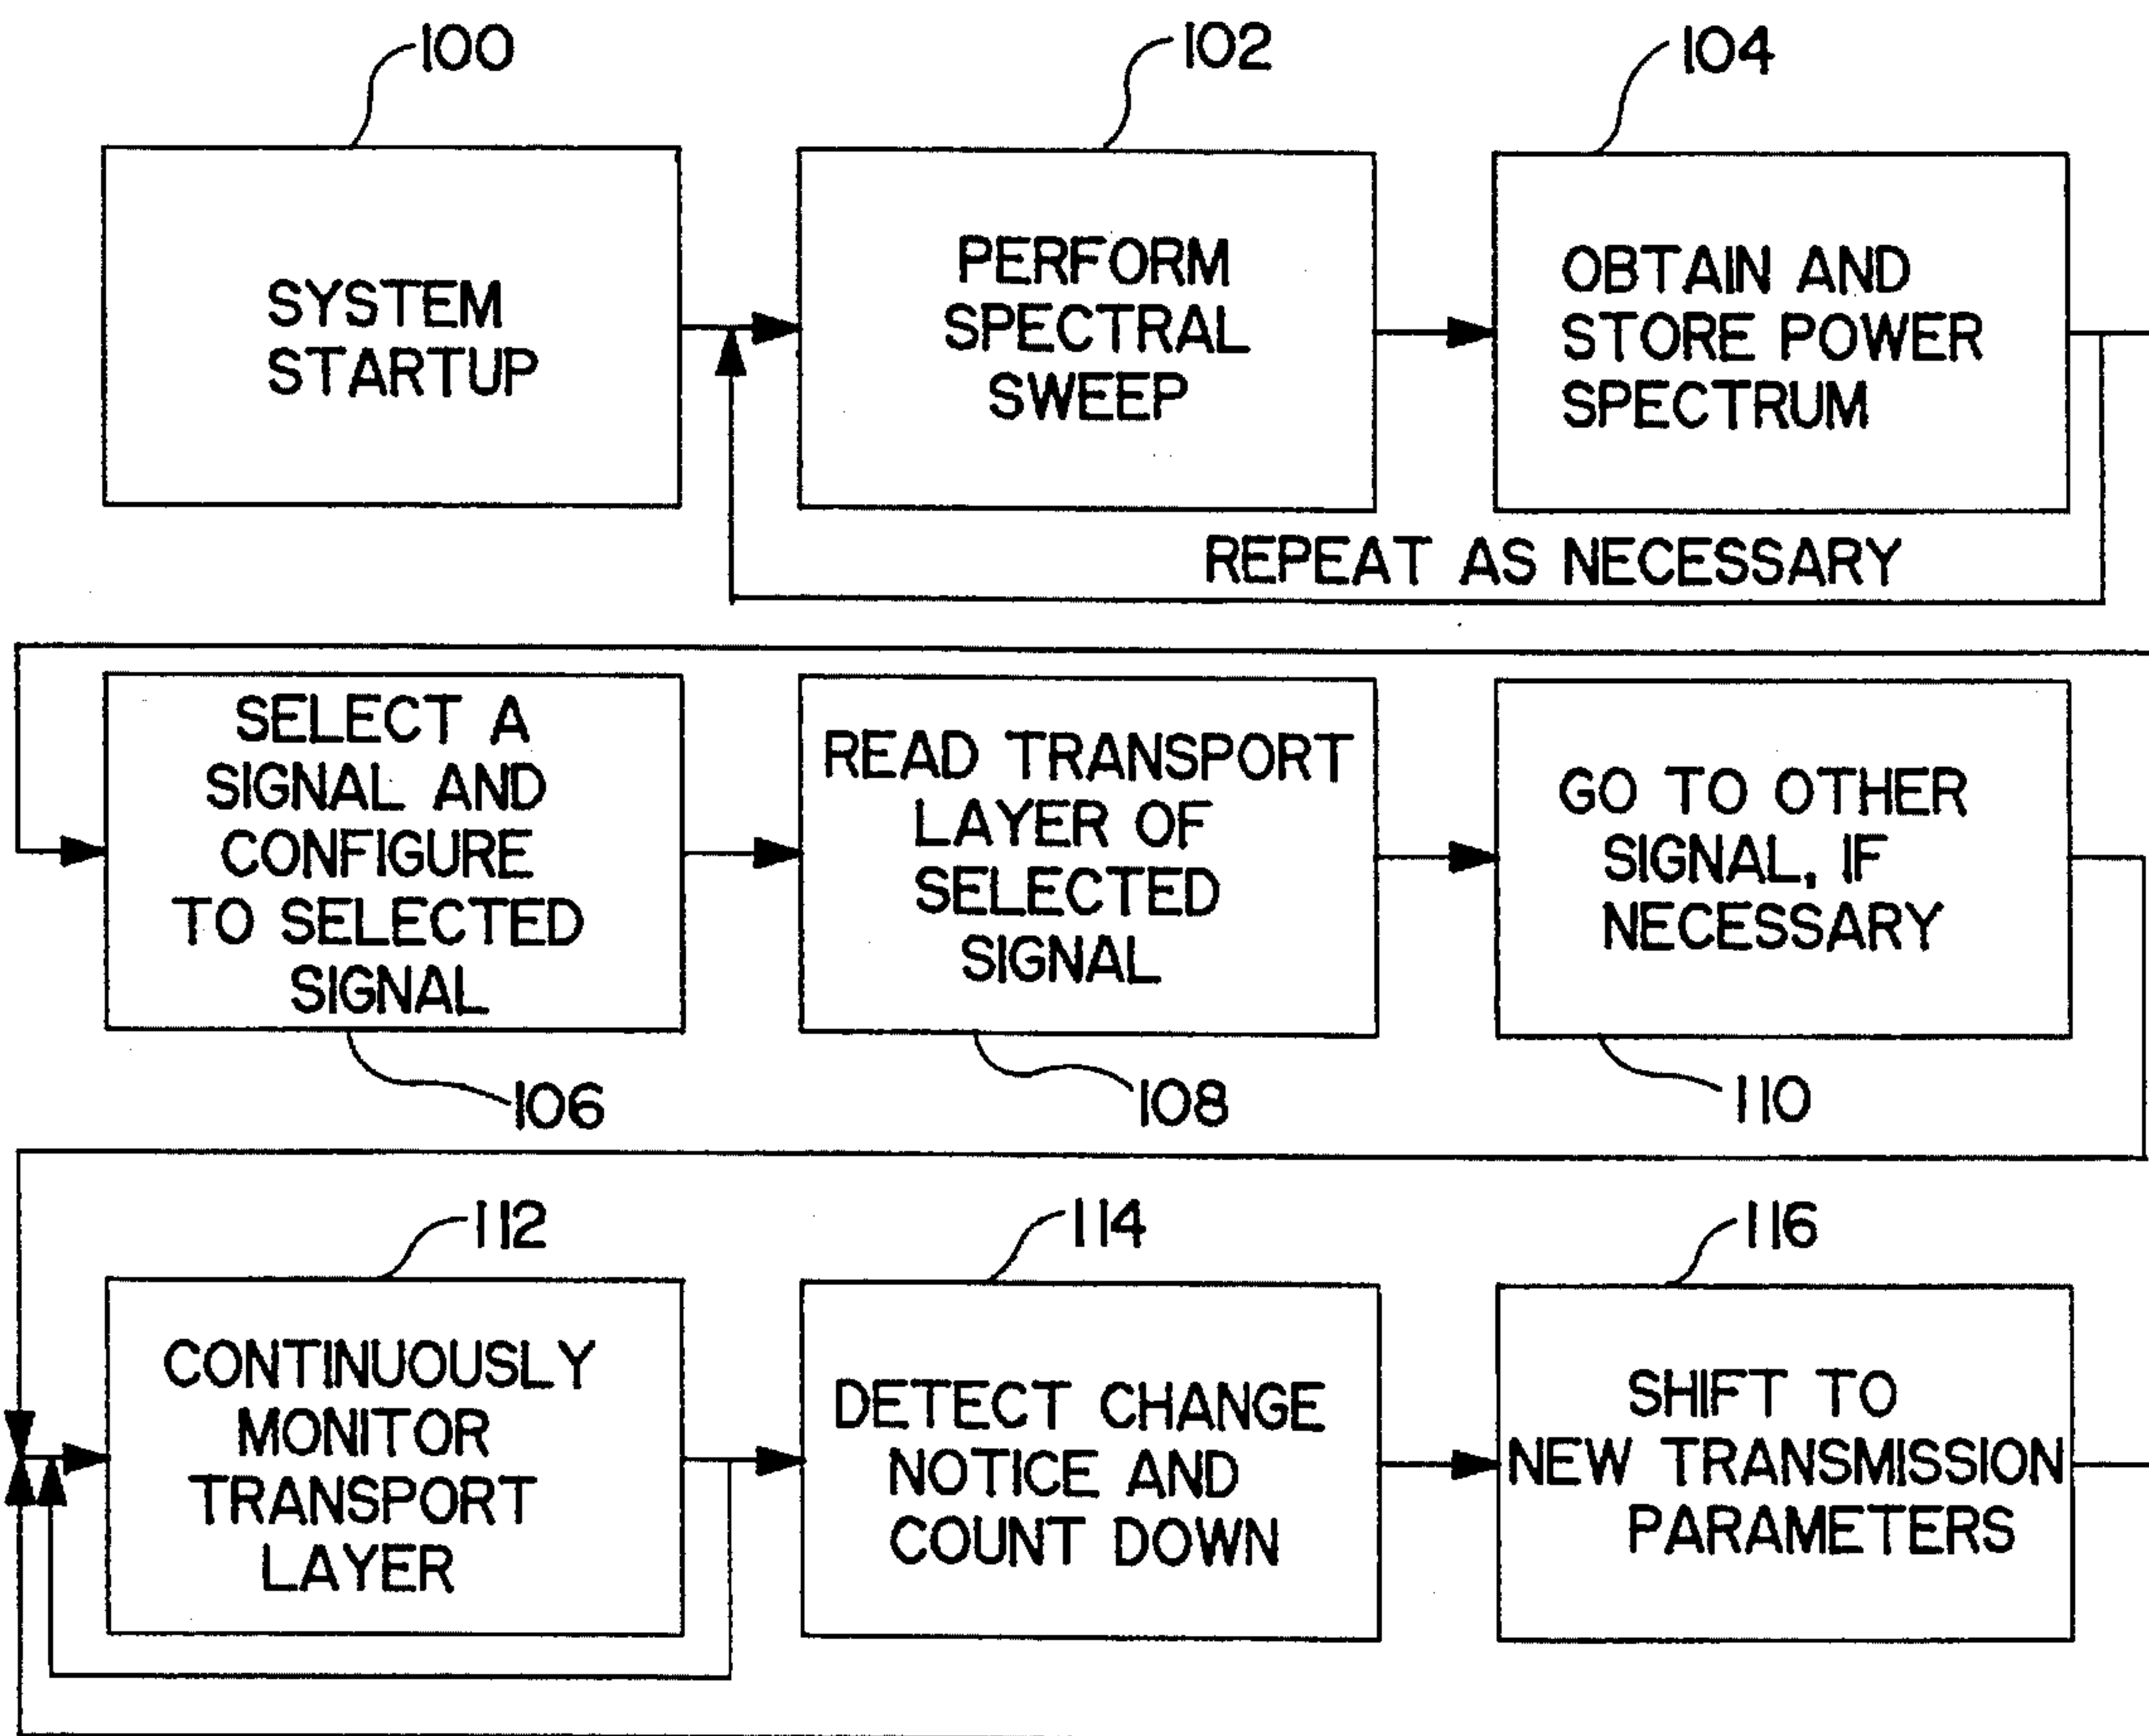 100
102
104
SYSTEM
STARTUP
PERFORM
SPECTRAL
SWEEP
OBTAIN AND
STORE POWER
SPECTRUM
REPEAT AS NECESSARY
SELECT A
SIGNAL AND
CONFIGURE
TO SELECTED
SIGNAL
READ TRANSPORT
LAYER OF
SELECTED
SIGNAL
GO TO OTHER
SIGNAL, IF
NECESSARY
106
108
110
112
114
116
CONTINUOUSLY
MONITOR
TRANSPORT
LAYER
DETECT CHANGE
NOTICE AND
COUNT DOWN
SHIFT TO
NEW TRANSMISSION
PARAMETERS